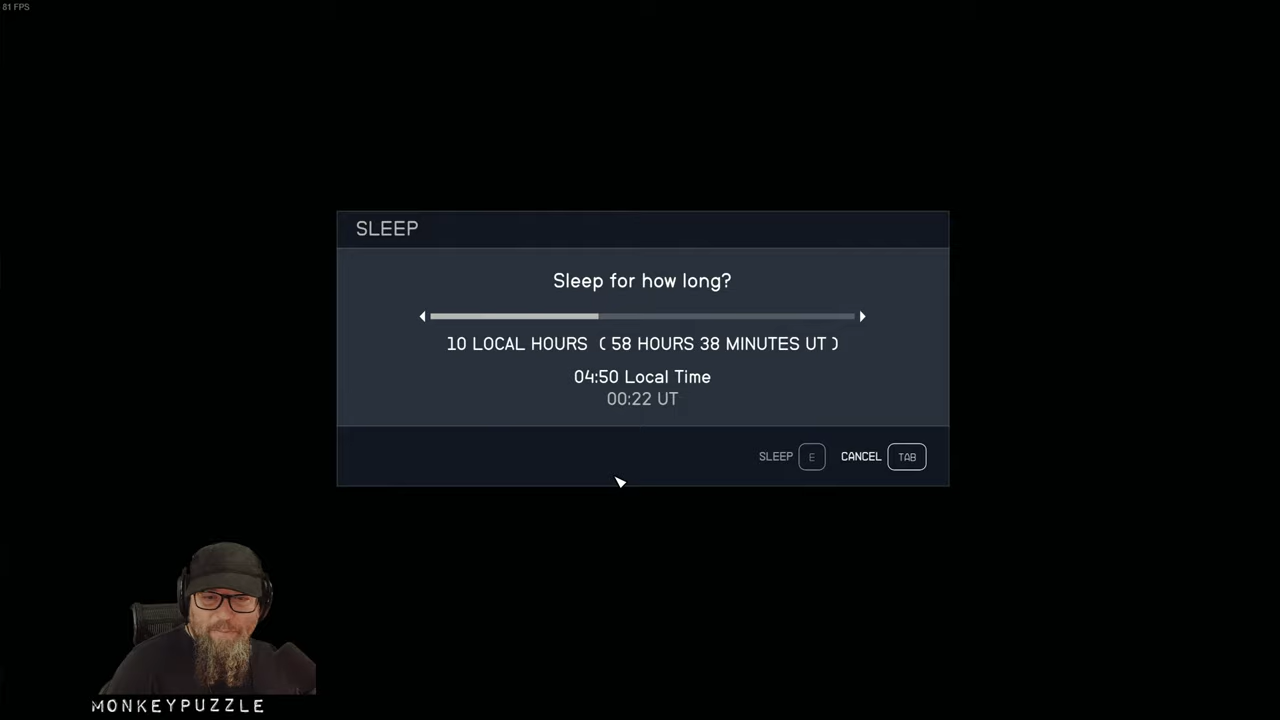 81 FPS
SLEEP
Sleep for how long?
10 LOCAL HOURS ( 58 HOURS 38 MINUTES UT )
04:50 Local Time
00:22 UT
SLEEP E CANCEL TAB
MONKEYPUZZLE